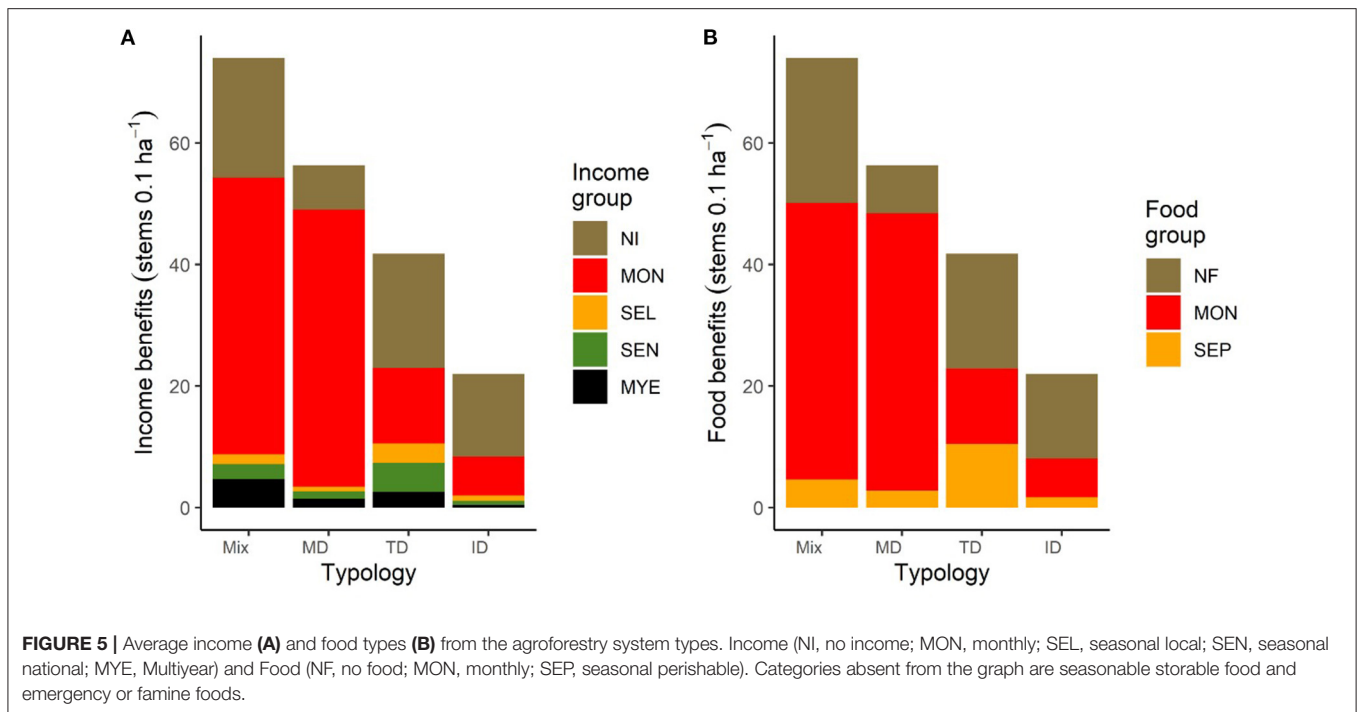 A
Income benefits (stems 0.1 ha⁻¹)
60
40
20
0
Mix MD TD ID
Typology
Income
group
NI
MON
SEL
SEN
MYE
B
Food benefits (stems 0.1 ha⁻¹)
60
40
20
0
Mix MD TD ID
Typology
Food
group
NF
MON
SEP
FIGURE 5 | Average income (A) and food types (B) from the agroforestry system types. Income (NI, no income; MON, monthly; SEL, seasonal local; SEN, seasonal
national; MYE, Multiyear) and Food (NF, no food; MON, monthly; SEP, seasonal perishable). Categories absent from the graph are seasonable storable food and
emergency or famine foods.